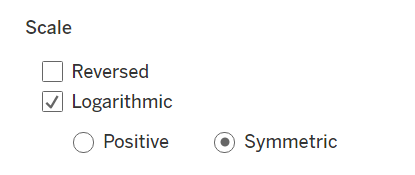 Scale
Reversed
Logarithmic
Positive Symmetric